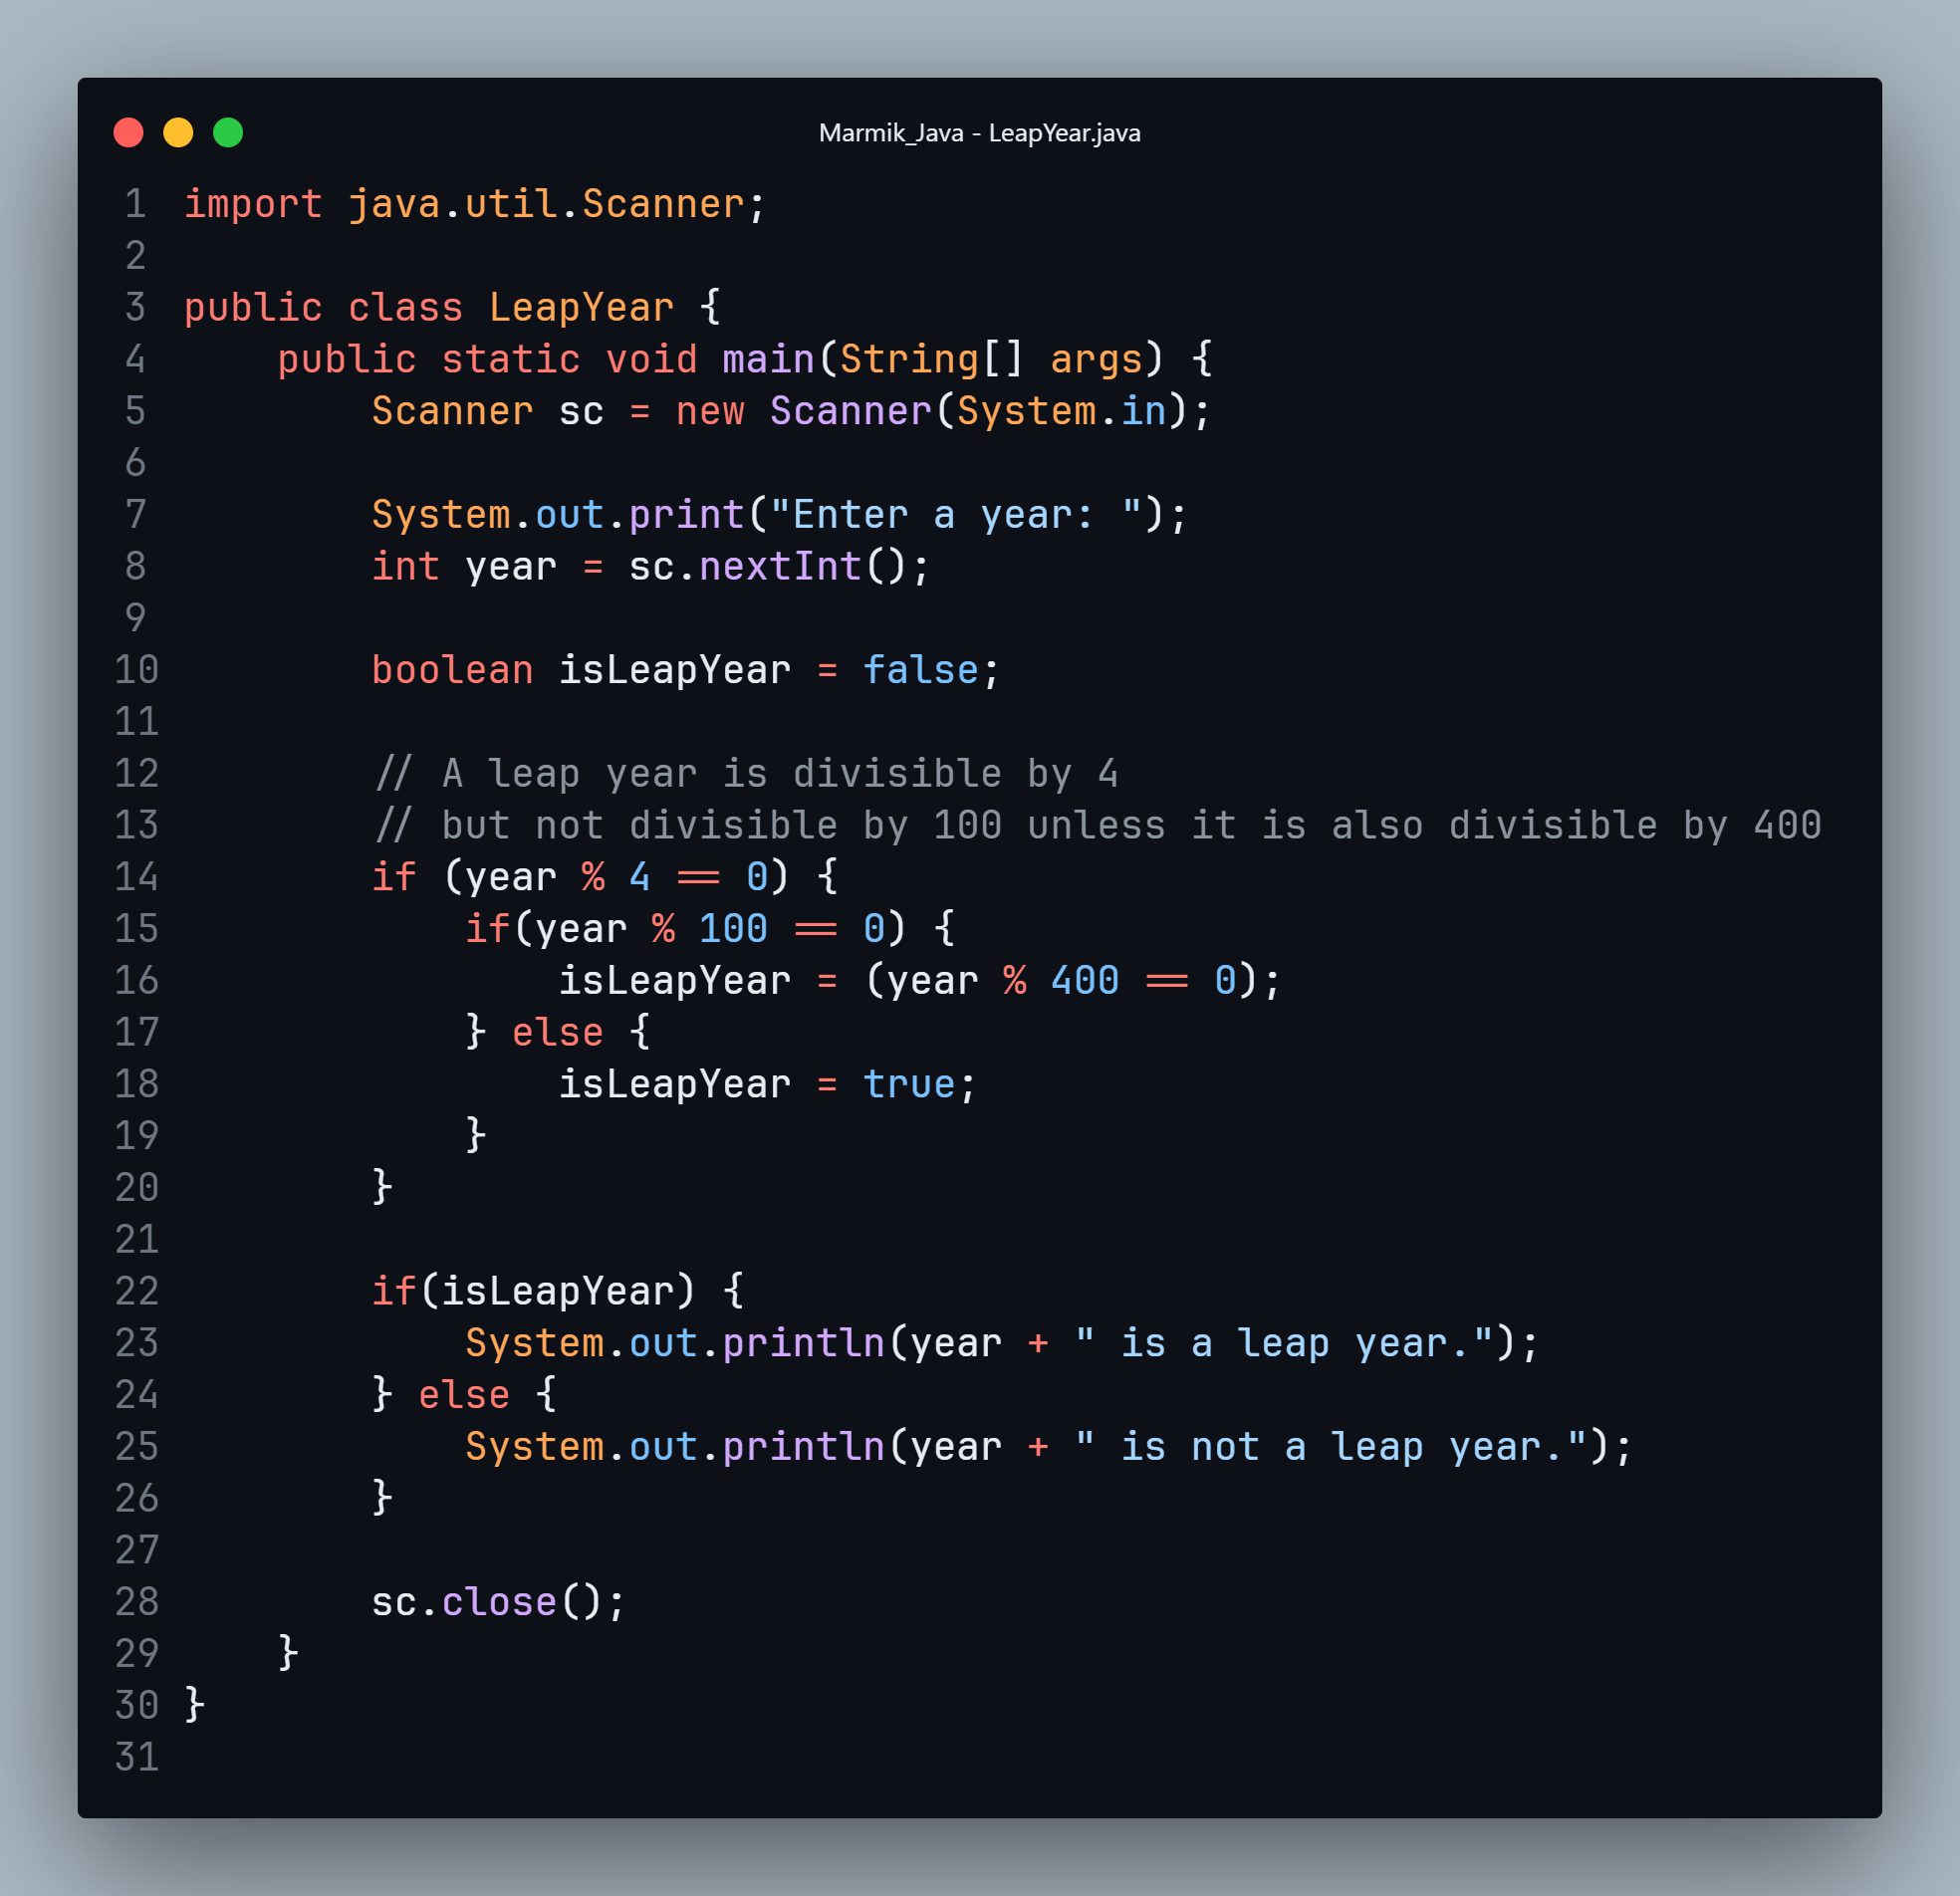 Marmik_Java - LeapYear.java
1 import java.util.Scanner;
2
3 public class LeapYear {
4     public static void main(String[] args) {
5         Scanner sc = new Scanner(System.in);
6
7         System.out.print("Enter a year: ");
8         int year = sc.nextInt();
9
10         boolean isLeapYear = false;
11
12         // A leap year is divisible by 4
13         // but not divisible by 100 unless it is also divisible by 400
14         if (year % 4 == 0) {
15             if(year % 100 == 0) {
16                 isLeapYear = (year % 400 == 0);
17             } else {
18                 isLeapYear = true;
19             }
20         }
21
22         if(isLeapYear) {
23             System.out.println(year + " is a leap year.");
24         } else {
25             System.out.println(year + " is not a leap year.");
26         }
27
28         sc.close();
29     }
30 }
31